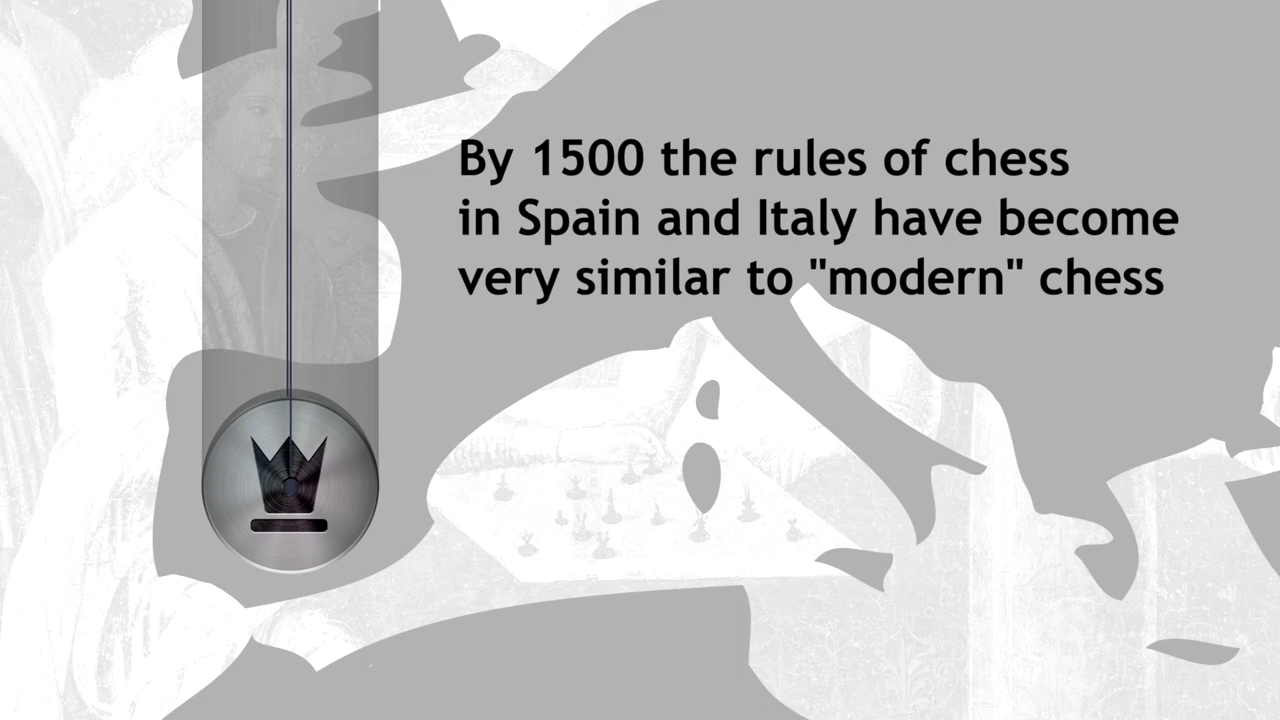 By 1500 the rules of chess
in Spain and Italy have become
very similar to "modern" chess